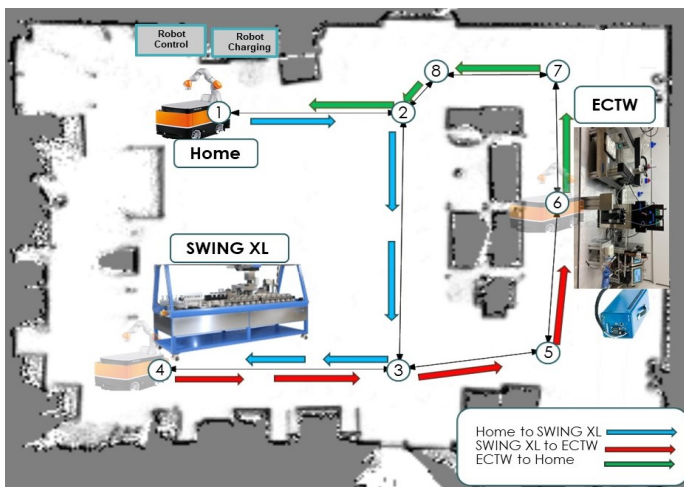 Robot
Control
Robot
Charging
8
7
1
2
ECTW
Home
6
SWING XL
5
4
3
Home to SWING XL
SWING XL to ECTW
ECTW to Home